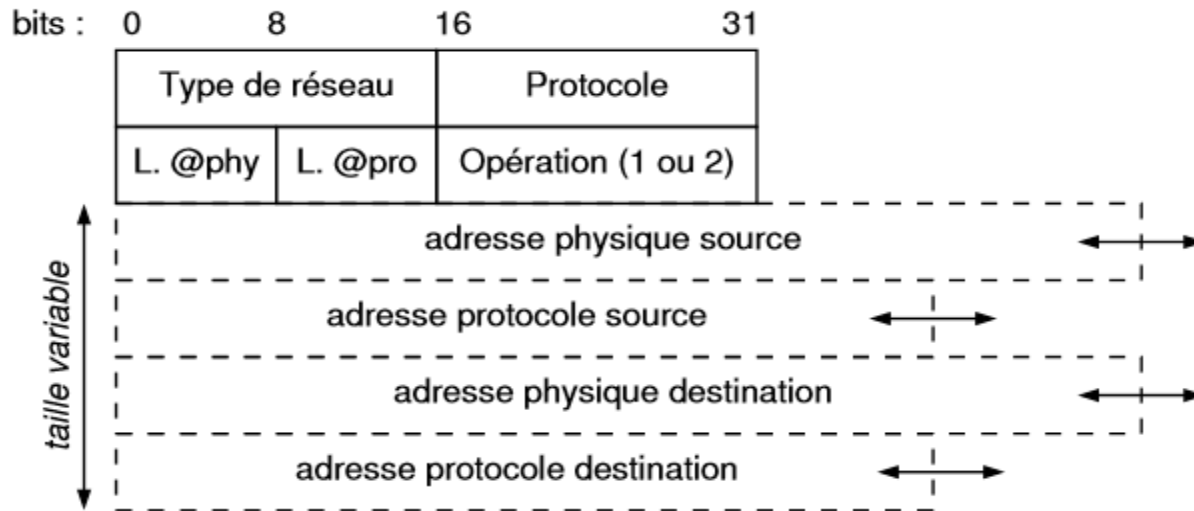 bits : 0 8 16 31
Type de réseau Protocole
L. @phy L. @pro Opération (1 ou 2)
adresse physique source
adresse protocole source
adresse physique destination
adresse protocole destination
taille variable